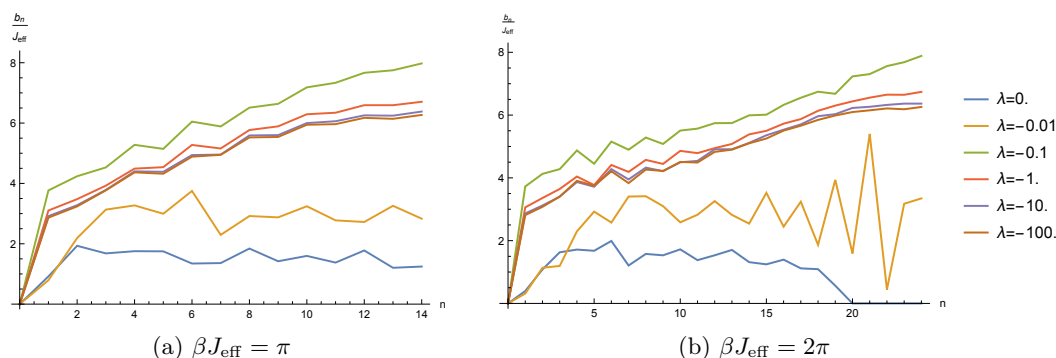 b_n
J_eff
8
6
4
2
2 4 6 8 10 12 14 n
(a) βJ_eff = π
b_n
J_eff
8
6
4
2
5 10 15 20 n
(b) βJ_eff = 2π
λ=0.
λ=-0.01
λ=-0.1
λ=-1.
λ=-10.
λ=-100.